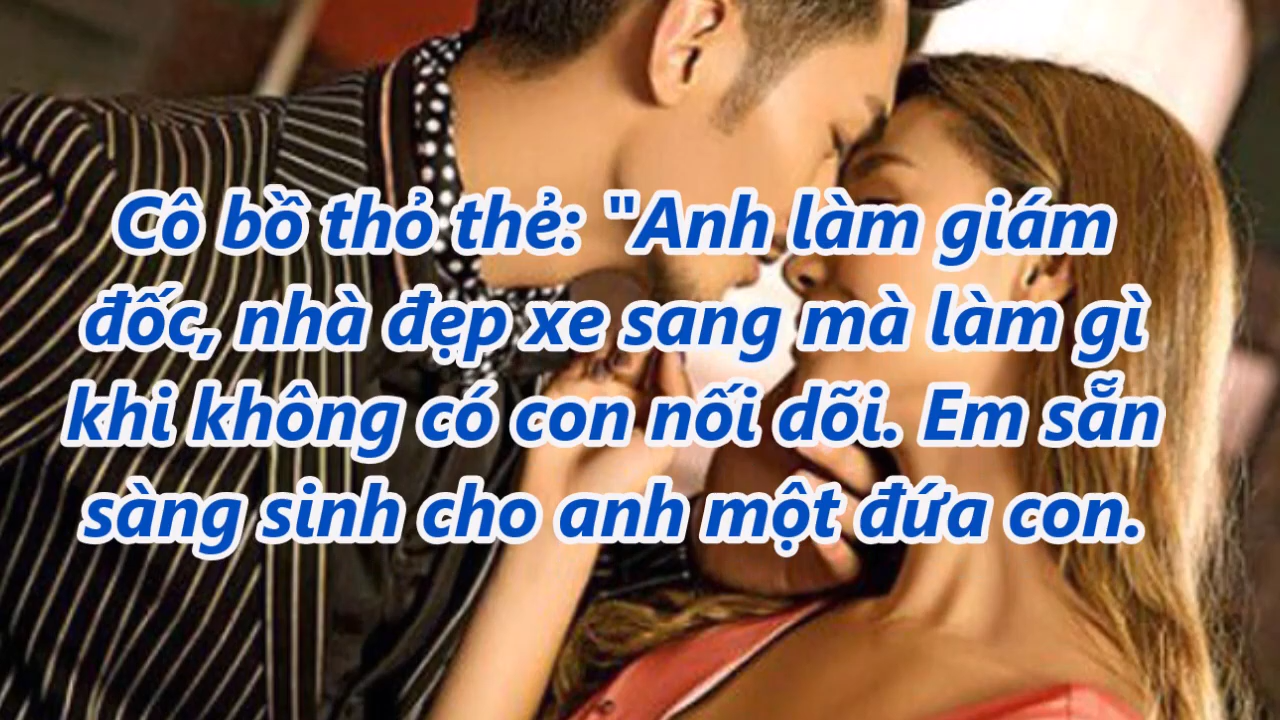 Cô bồ thỏ thẻ: "Anh làm giám
đốc, nhà đẹp xe sang mà làm gì
khi không có con nối dõi. Em sẵn
sàng sinh cho anh một đứa con.